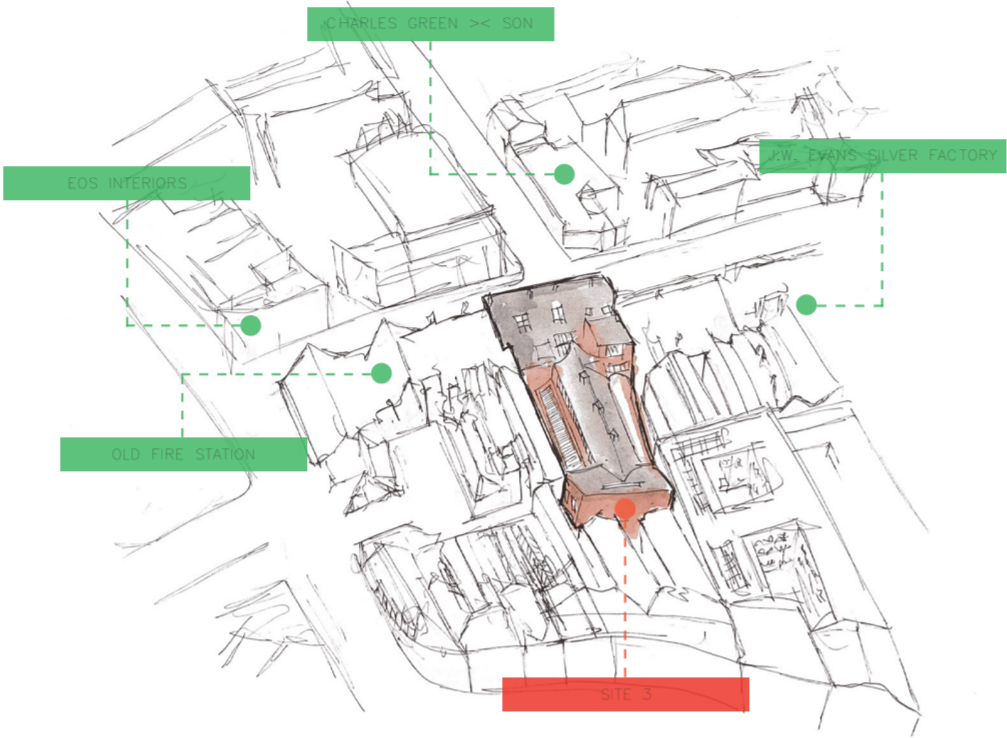 CHARLES GREEN >< SON
J.W. EVANS SILVER FACTORY
EOS INTERIORS
OLD FIRE STATION
SITE 3